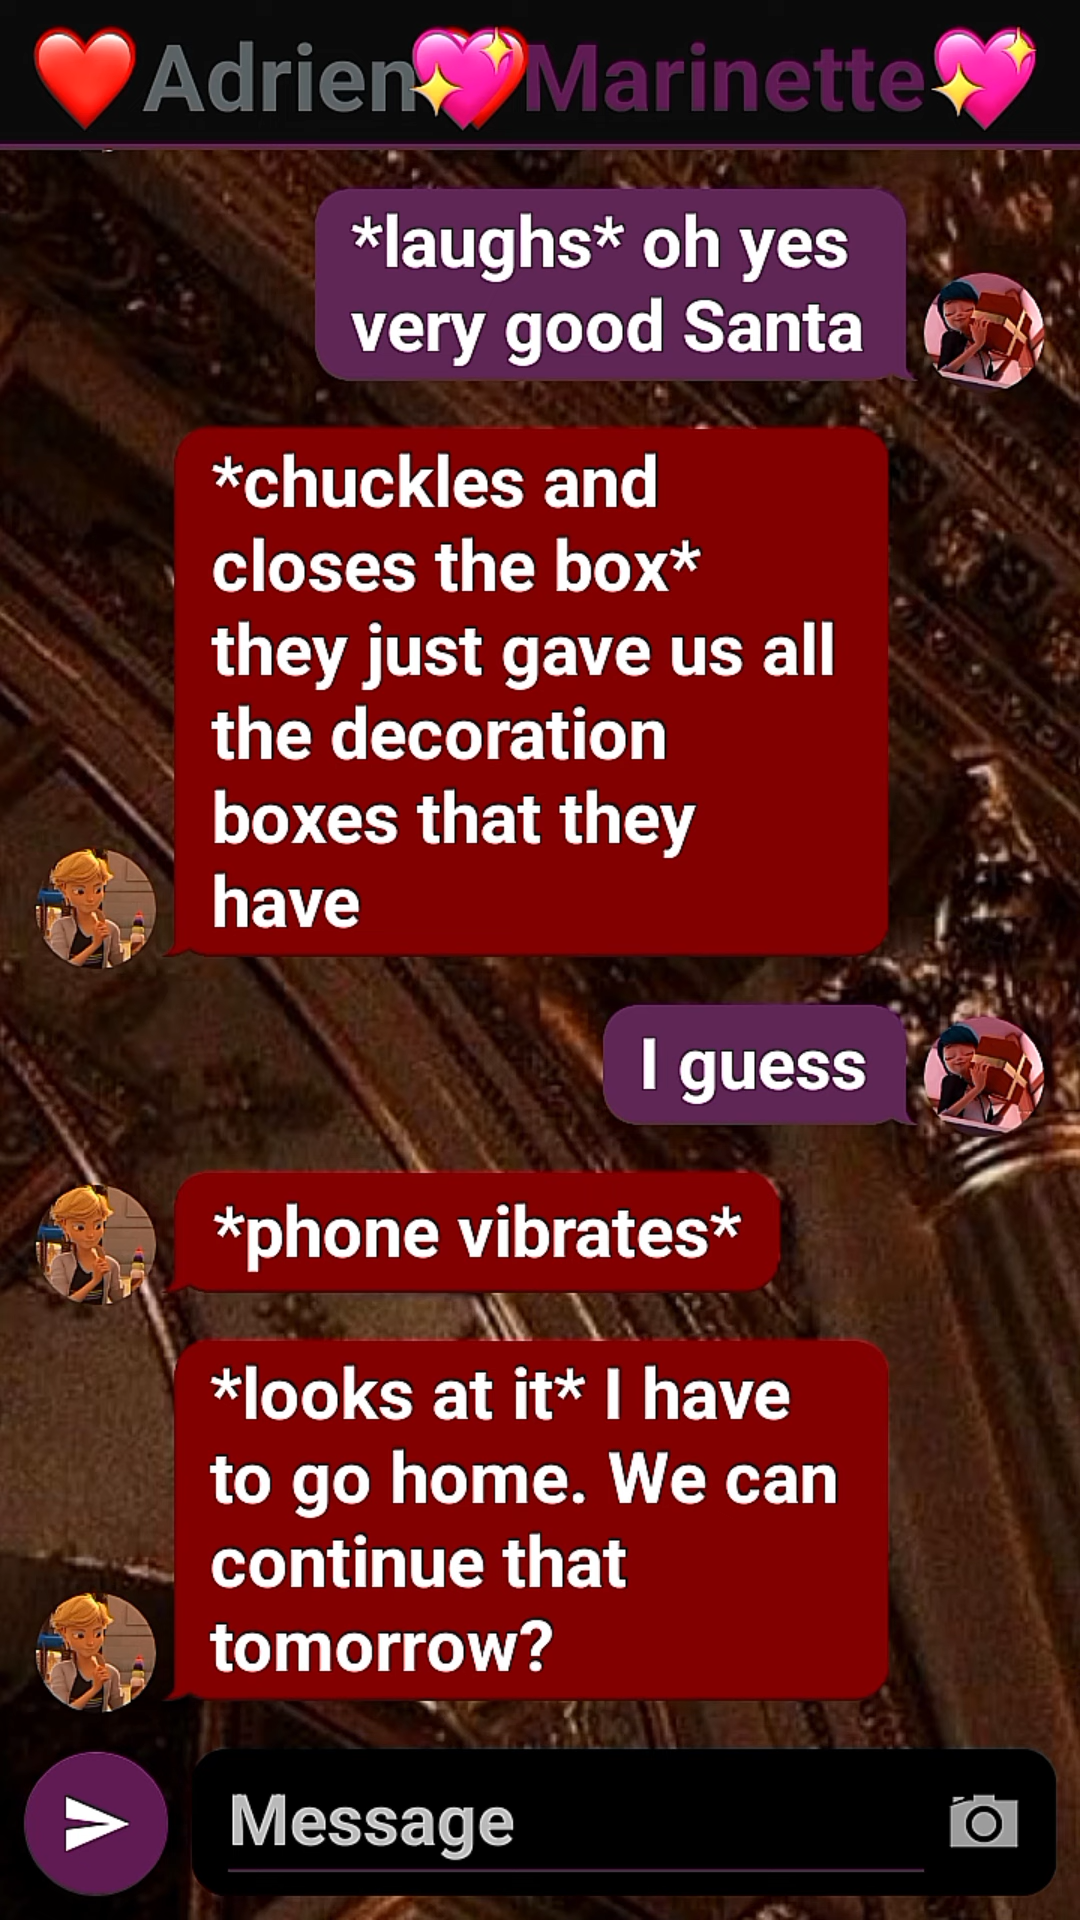 ❤️Adrien💖Marinette💖
*laughs* oh yes
very good Santa
*chuckles and
closes the box*
they just gave us all
the decoration
boxes that they
have
I guess
*phone vibrates*
*looks at it* I have
to go home. We can
continue that
tomorrow?
Message